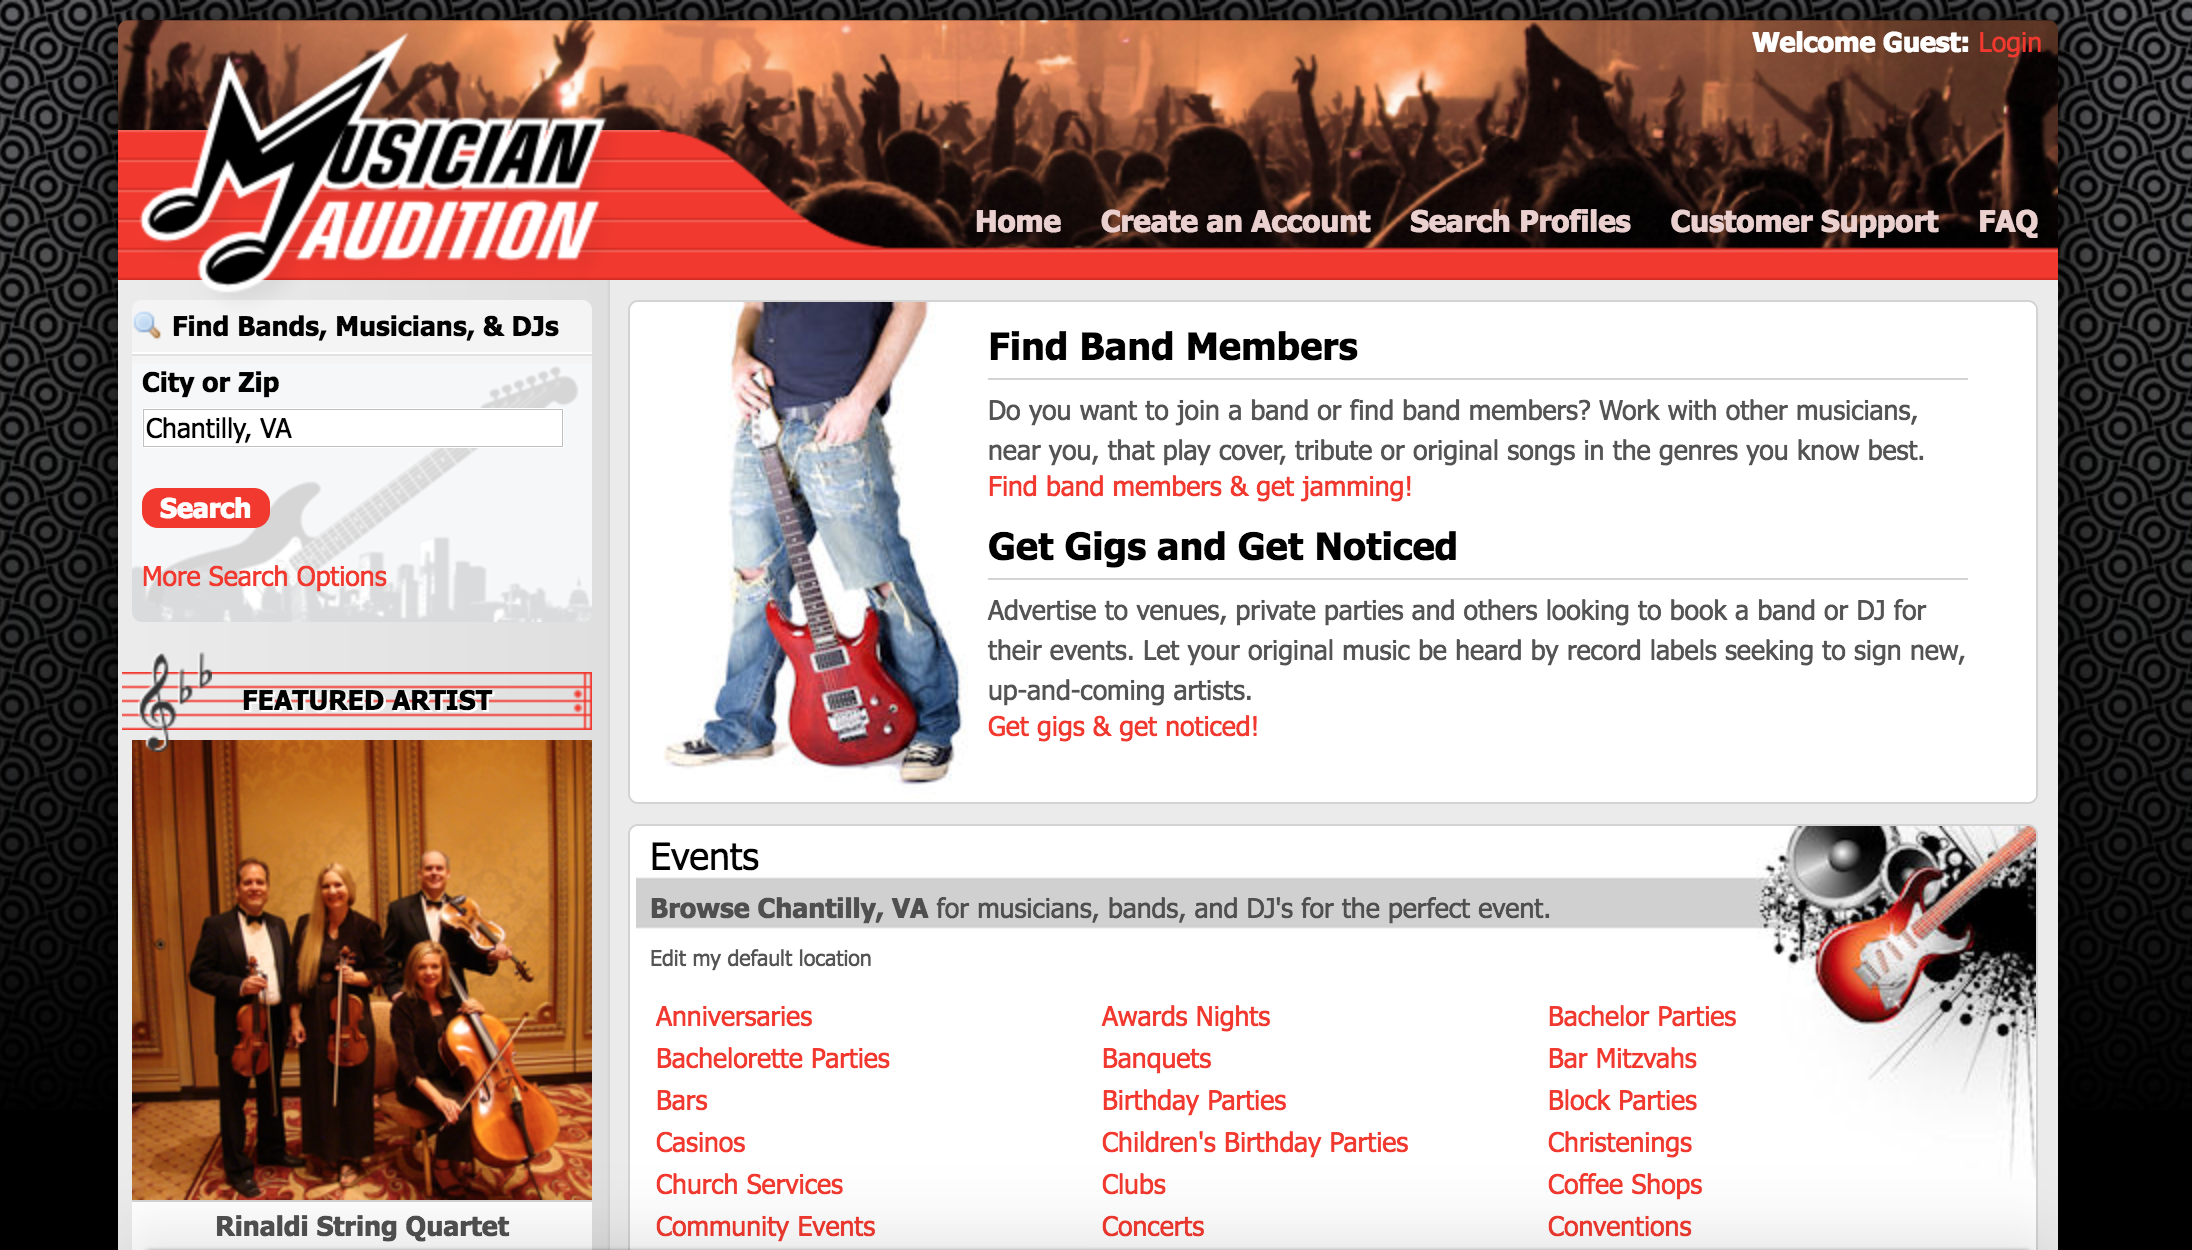 Welcome Guest: Login
MUSICIAN
AUDITION
Home Create an Account Search Profiles Customer Support FAQ
Find Bands, Musicians, & DJs
City or Zip
Chantilly, VA
Search
More Search Options
FEATURED ARTIST
Rinaldi String Quartet
Find Band Members
Do you want to join a band or find band members? Work with other musicians,
near you, that play cover, tribute or original songs in the genres you know best.
Find band members & get jamming!
Get Gigs and Get Noticed
Advertise to venues, private parties and others looking to book a band or DJ for
their events. Let your original music be heard by record labels seeking to sign new,
up-and-coming artists.
Get gigs & get noticed!
Events
Browse Chantilly, VA for musicians, bands, and DJ's for the perfect event.
Edit my default location
Anniversaries Awards Nights Bachelor Parties
Bachelorette Parties Banquets Bar Mitzvahs
Bars Birthday Parties Block Parties
Casinos Children's Birthday Parties Christenings
Church Services Clubs Coffee Shops
Community Events Concerts Conventions